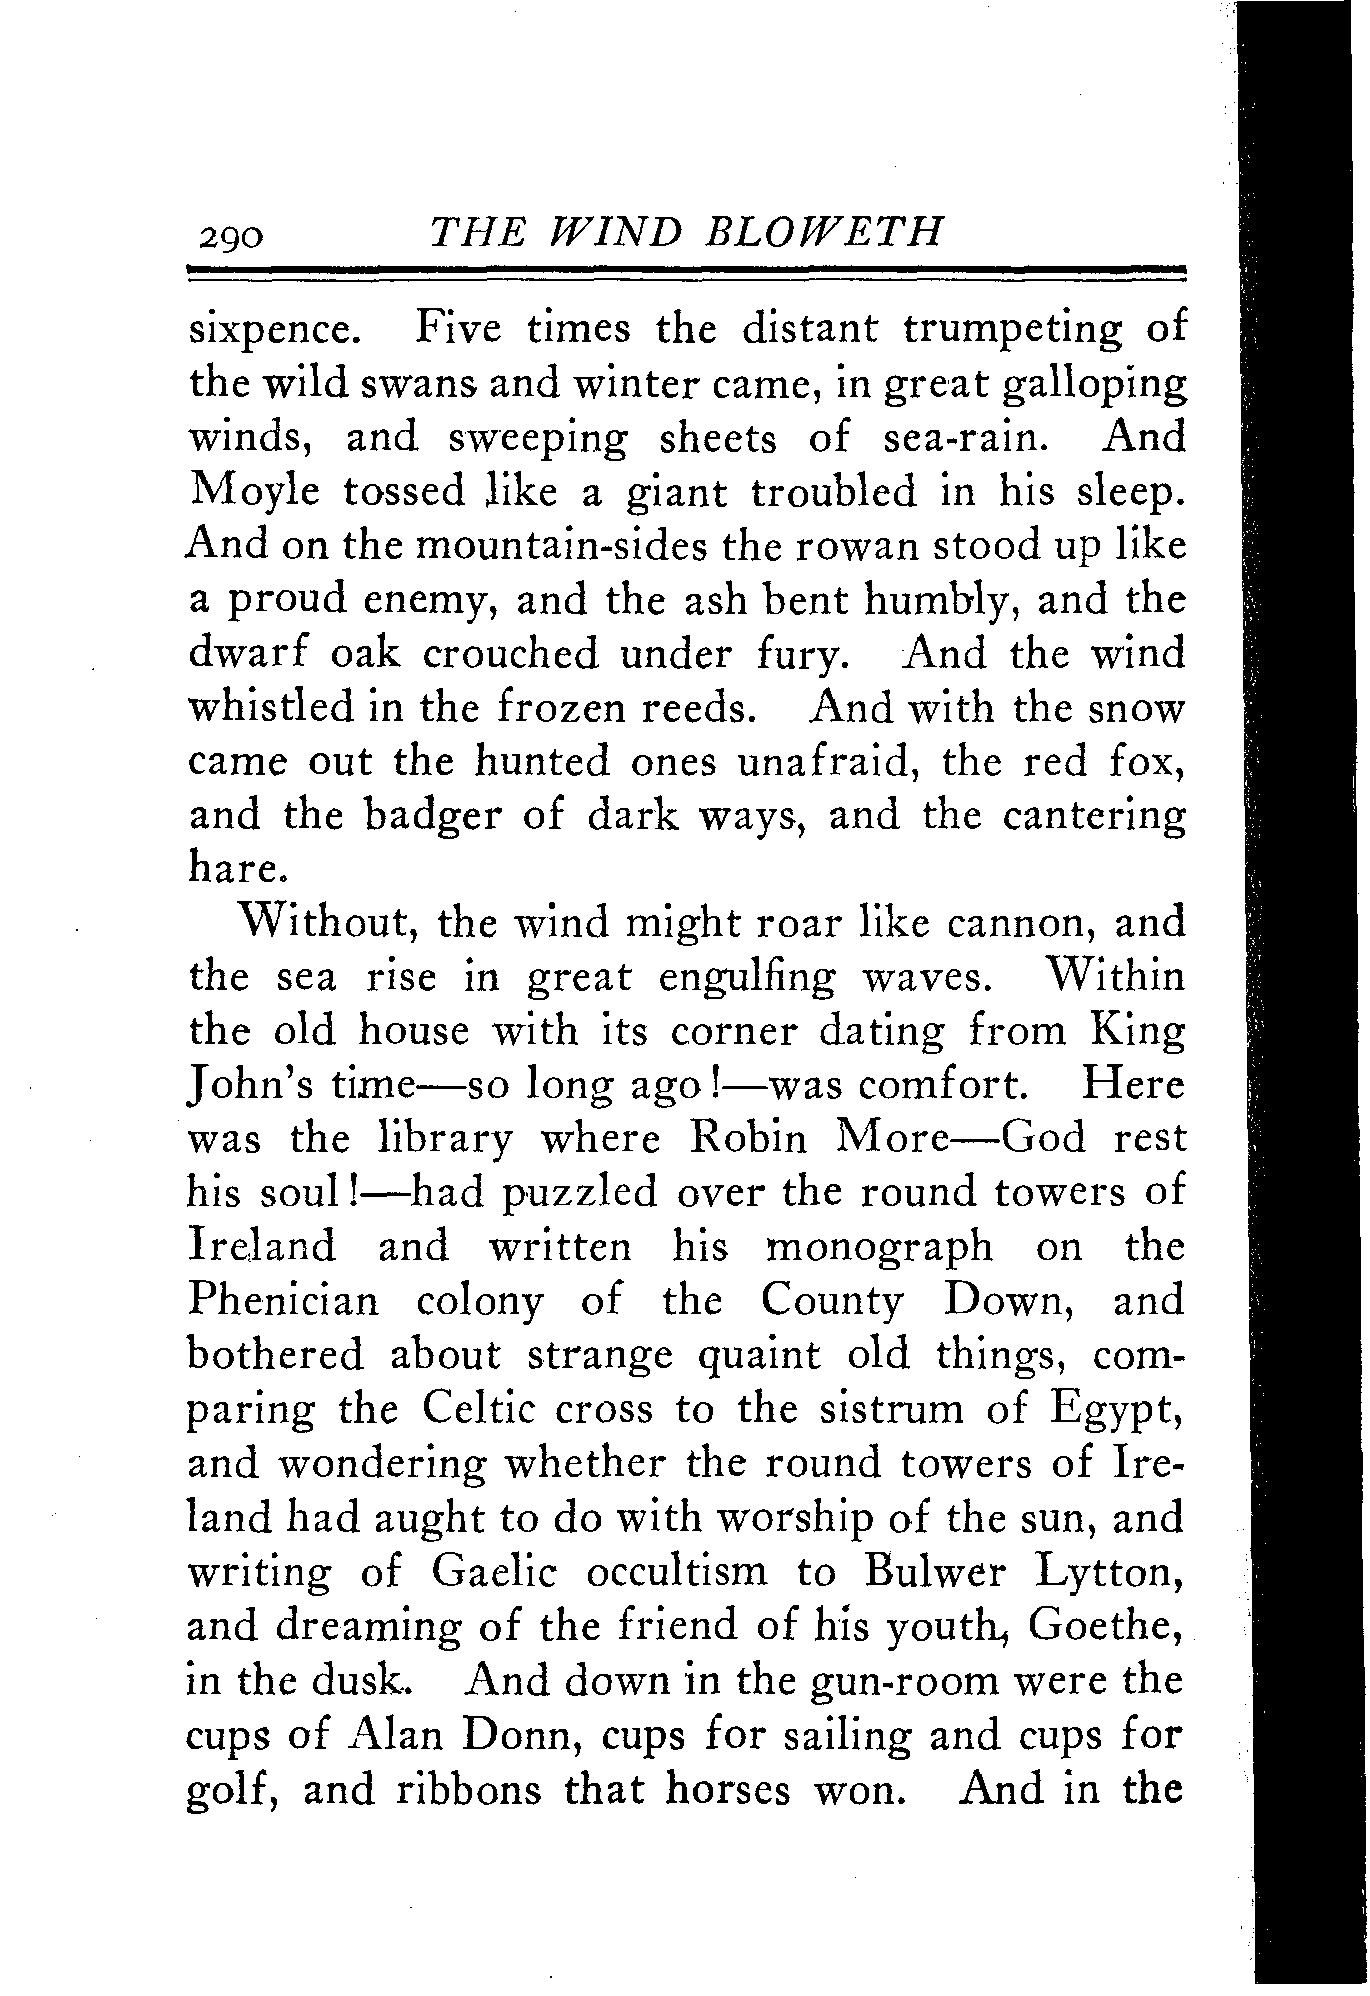 290 THE WIND BLOWETH
sixpence. Five times the distant trumpeting of
the wild swans and winter came, in great galloping
winds, and sweeping sheets of sea-rain. And
Moyle tossed like a giant troubled in his sleep.
And on the mountain-sides the rowan stood up like
a proud enemy, and the ash bent humbly, and the
dwarf oak crouched under fury. And the wind
whistled in the frozen reeds. And with the snow
came out the hunted ones unafraid, the red fox,
and the badger of dark ways, and the cantering
hare.
Without, the wind might roar like cannon, and
the sea rise in great engulfing waves. Within
the old house with its corner dating from King
John's time—so long ago!—was comfort. Here
was the library where Robin More—God rest
his soul!—had puzzled over the round towers of
Ireland and written his monograph on the
Phenician colony of the County Down, and
bothered about strange quaint old things, com-
paring the Celtic cross to the sistrum of Egypt,
and wondering whether the round towers of Ire-
land had aught to do with worship of the sun, and
writing of Gaelic occultism to Bulwer Lytton,
and dreaming of the friend of his youth, Goethe,
in the dusk. And down in the gun-room were the
cups of Alan Donn, cups for sailing and cups for
golf, and ribbons that horses won. And in the